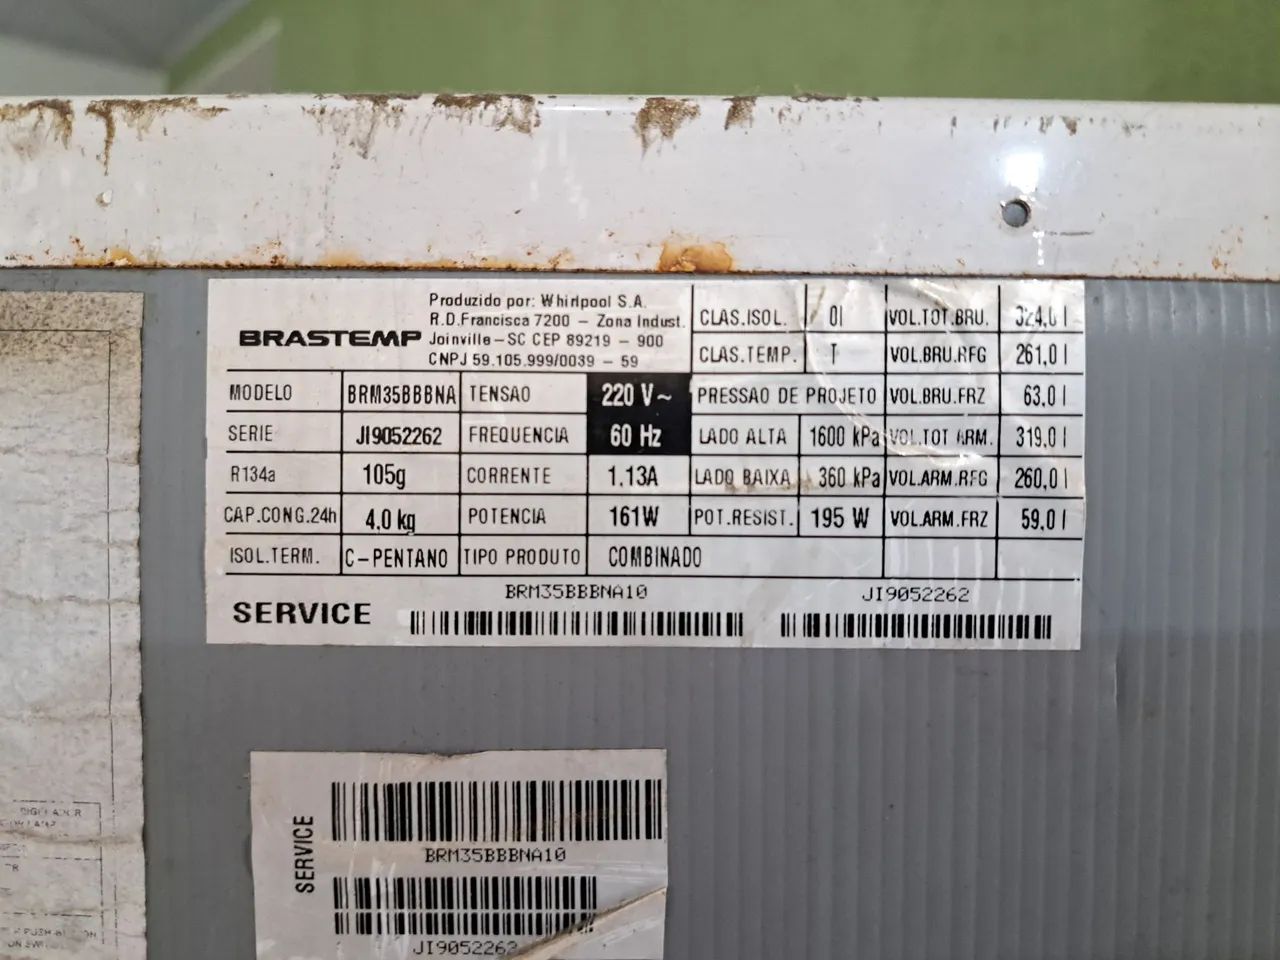 BRASTEMP
Produzido por: Whirlpool S.A.
R.D.Francisca 7200 - Zona Indust.
Joinville-SC CEP 89219 - 900
CNPJ 59.105.999/0039 - 59
CLAS.ISOL. 01 VOL.TOT.BRU. 324,0 l
CLAS.TEMP. T VOL.BRU.RFG 261,0 l
MODELO BRM35BBBNA TENSAO 220 V~ PRESSAO DE PROJETO VOL.BRU.FRZ 63,0 l
SERIE JI9052262 FREQUENCIA 60 Hz LADO ALTA 1600 kPa VOL.TOT ARM. 319,0 l
R134a 105g CORRENTE 1.13A LADO BAIXA 360 kPa VOL.ARM.RFG 260,0 l
CAP.CONG.24h 4,0 kg POTENCIA 161W POT.RESIST. 195 W VOL.ARM.FRZ 59,0 l
ISOL.TERM. C-PENTANO TIPO PRODUTO COMBINADO
SERVICE BRM35BBBNA10 JI9052262
SERVICE
BRM35BBBNA10
JI9052262